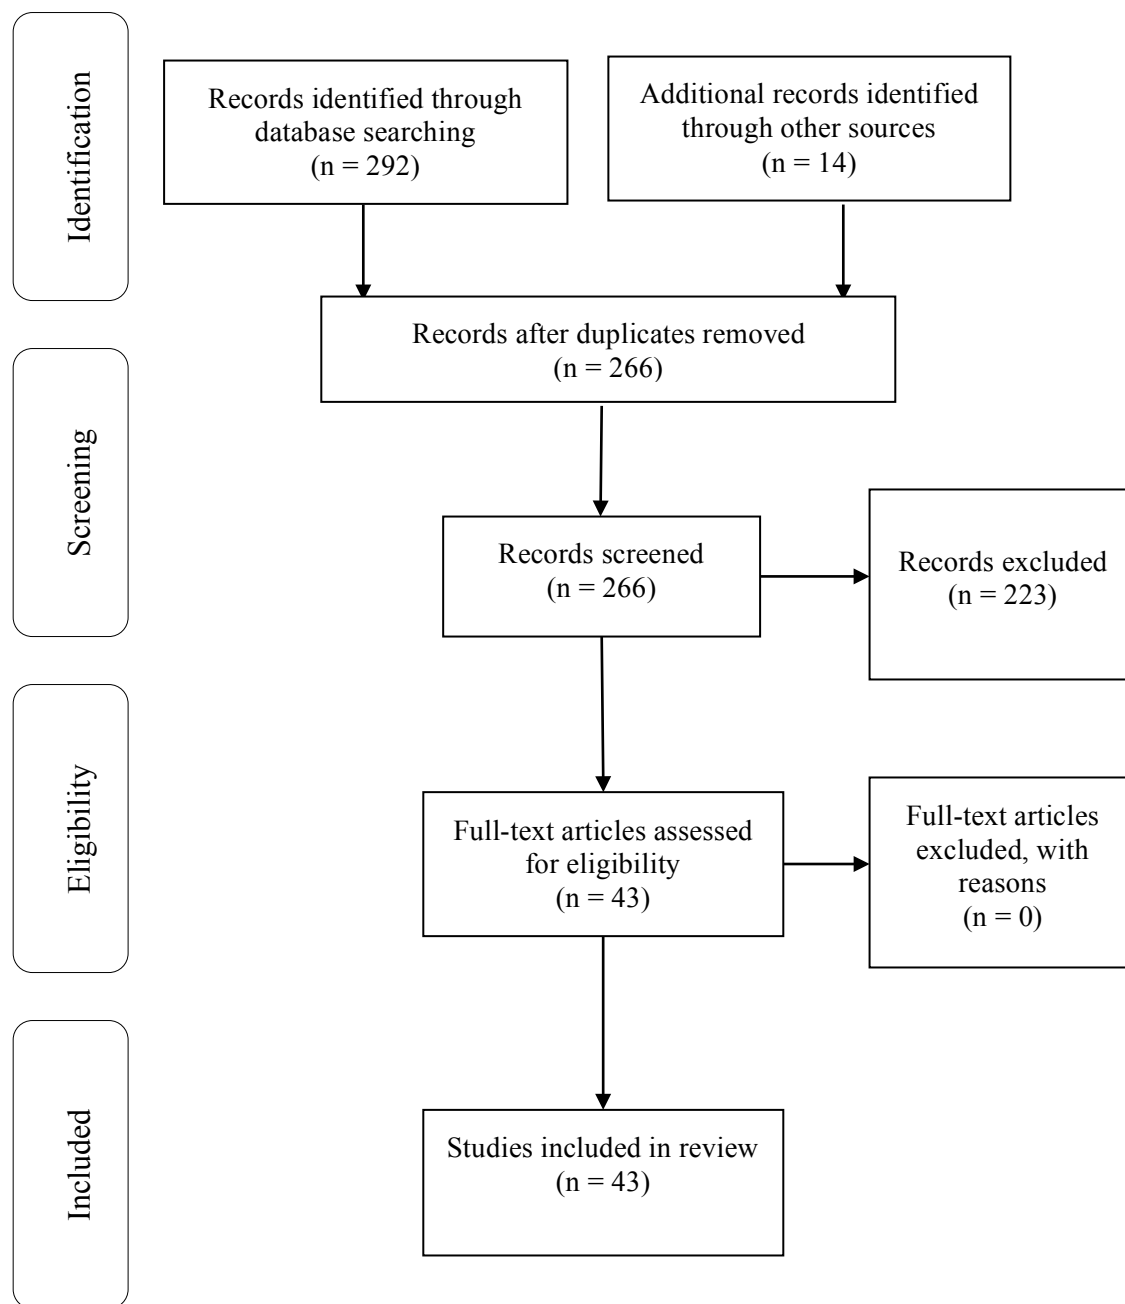 Identification
Records identified through
database searching
(n = 292)
Additional records identified
through other sources
(n = 14)
Records after duplicates removed
(n = 266)
Screening
Records screened
(n = 266)
Records excluded
(n = 223)
Eligibility
Full-text articles assessed
for eligibility
(n = 43)
Full-text articles
excluded, with
reasons
(n = 0)
Included
Studies included in review
(n = 43)